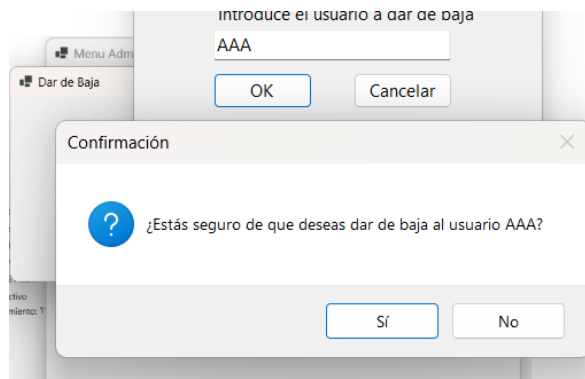 Introduce el usuario a dar de baja
AAA
Menu Adm
Dar de Baja
OK
Cancelar
Confirmación
¿Estás seguro de que deseas dar de baja al usuario AAA?
ctivo
miento: 1
Sí
No